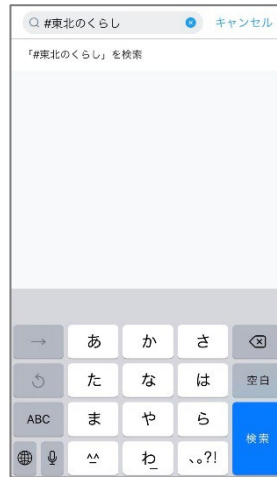 #東北のくらし キャンセル
「#東北のくらし」を検索
→ あ か さ
た な は 空白
ABC ま や ら 検索
^^ わ 、。?!